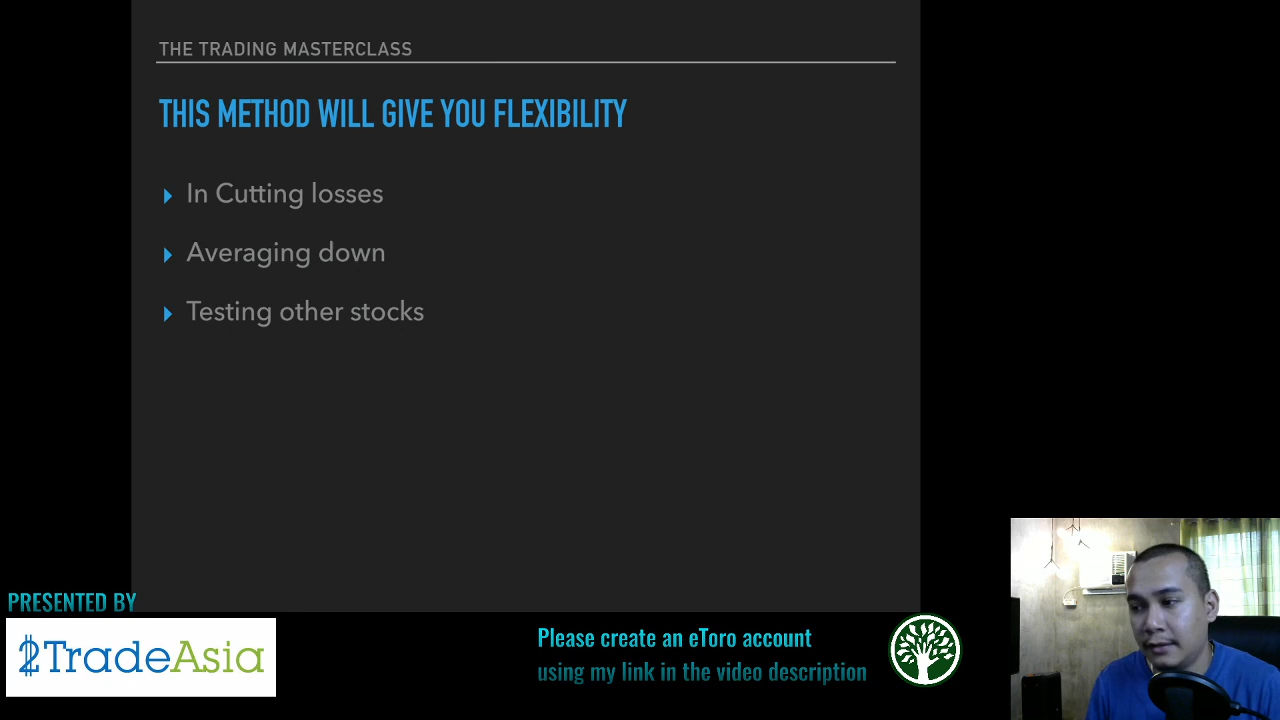 THE TRADING MASTERCLASS
THIS METHOD WILL GIVE YOU FLEXIBILITY
In Cutting losses
Averaging down
Testing other stocks
PRESENTED BY
2TradeAsia
Please create an eToro account
using my link in the video description